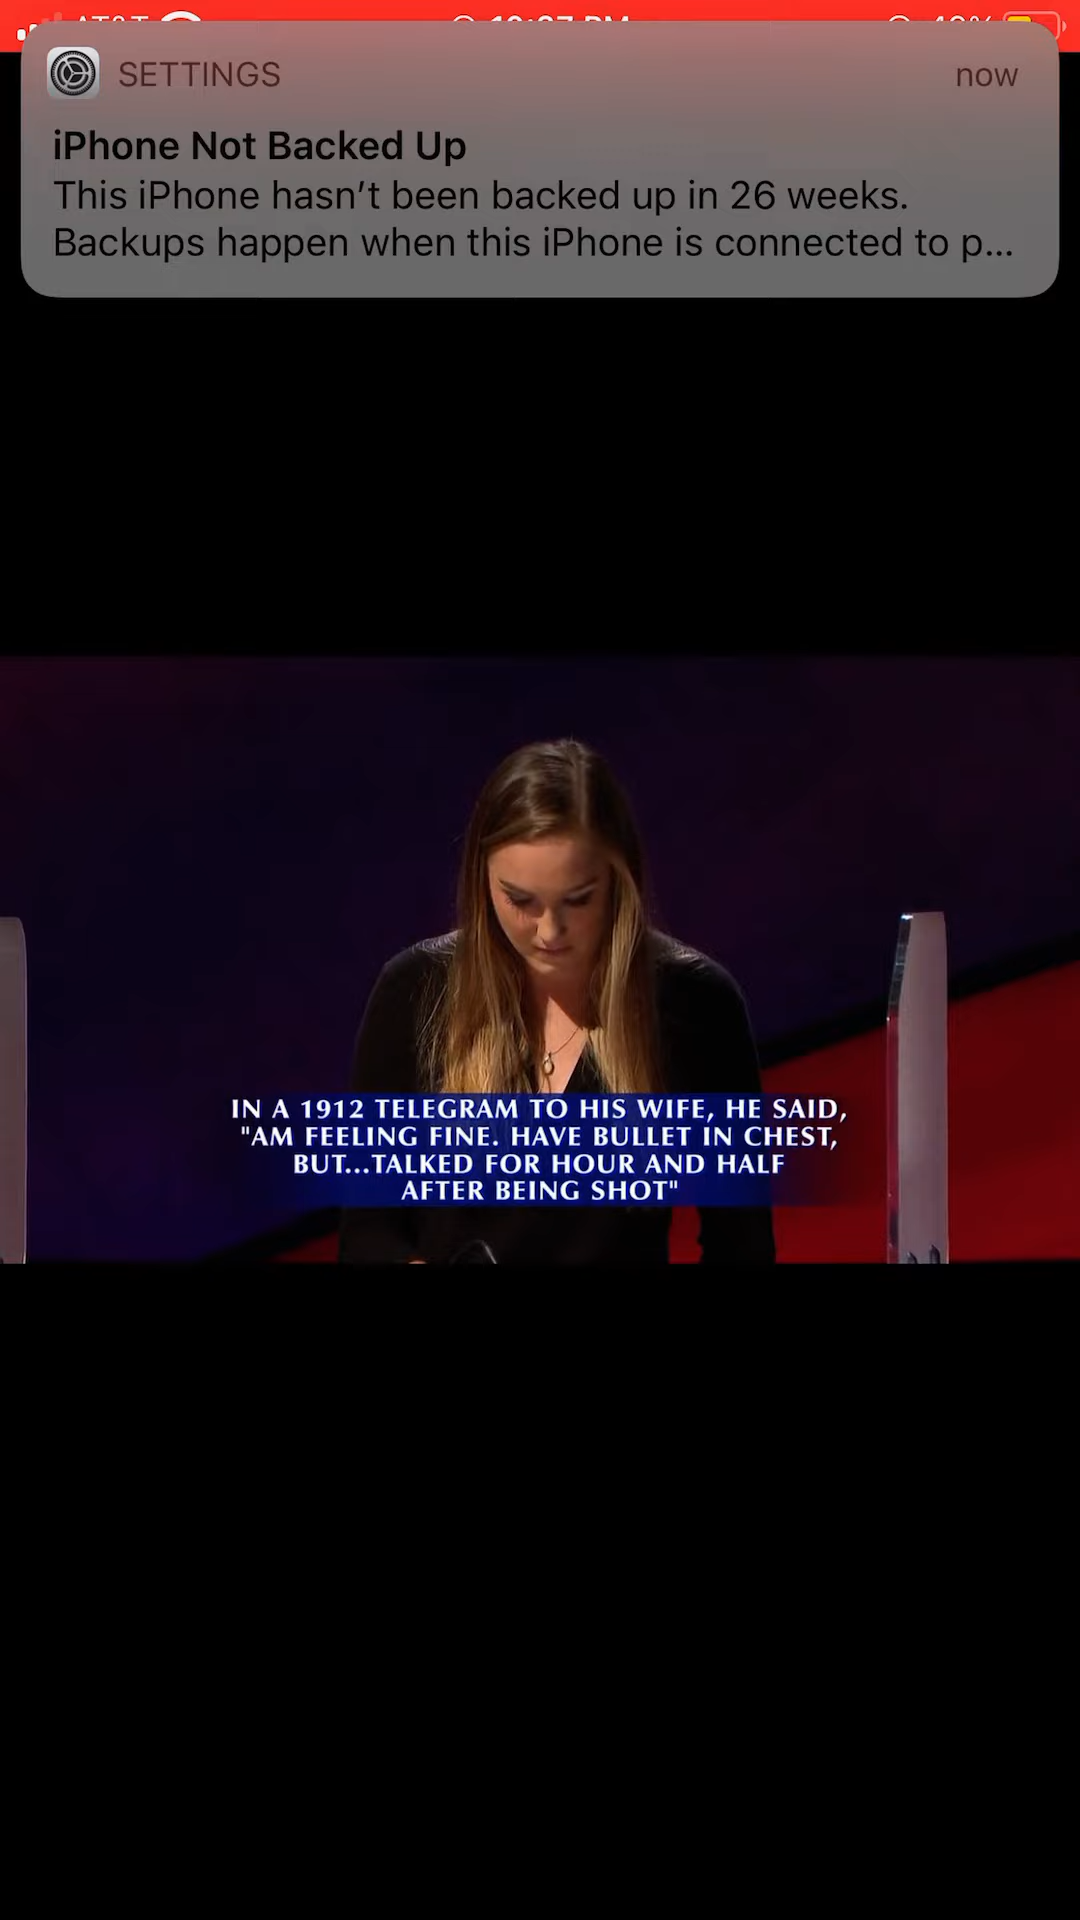 SETTINGS now
iPhone Not Backed Up
This iPhone hasn’t been backed up in 26 weeks.
Backups happen when this iPhone is connected to p...
IN A 1912 TELEGRAM TO HIS WIFE, HE SAID,
"AM FEELING FINE. HAVE BULLET IN CHEST,
BUT...TALKED FOR HOUR AND HALF
AFTER BEING SHOT"